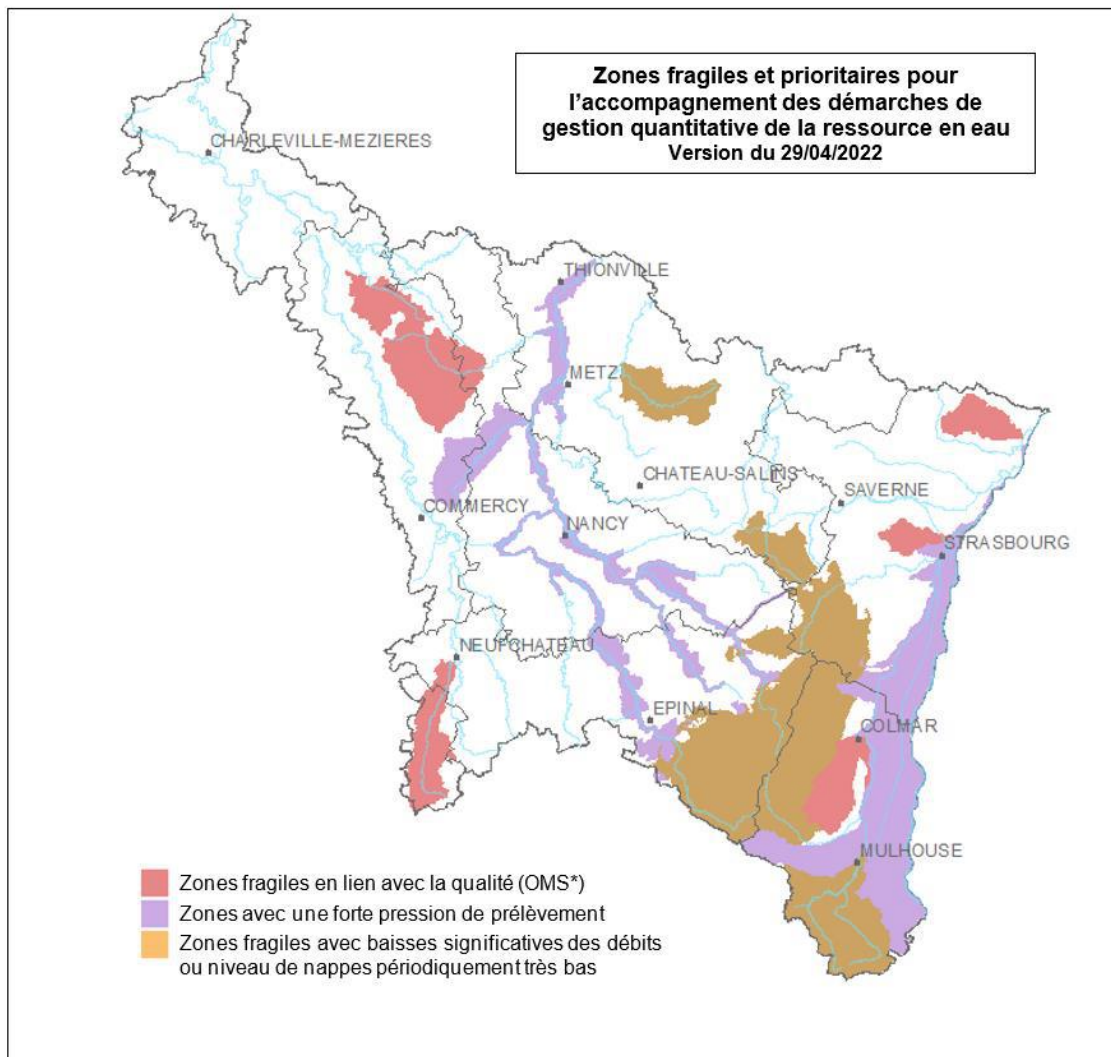 Zones fragiles et prioritaires pour
l'accompagnement des démarches de
gestion quantitative de la ressource en eau
Version du 29/04/2022
CHARLEVILLE-MEZIERES
THIONVILLE
METZ
CHATEAU-SALINS
SAVERNE
COMMERCY
NANCY
STRASBOURG
NEUFCHATEAU
EPINAL
COLMAR
MULHOUSE
Zones fragiles en lien avec la qualité (OMS*)
Zones avec une forte pression de prélèvement
Zones fragiles avec baisses significatives des débits
ou niveau de nappes périodiquement très bas